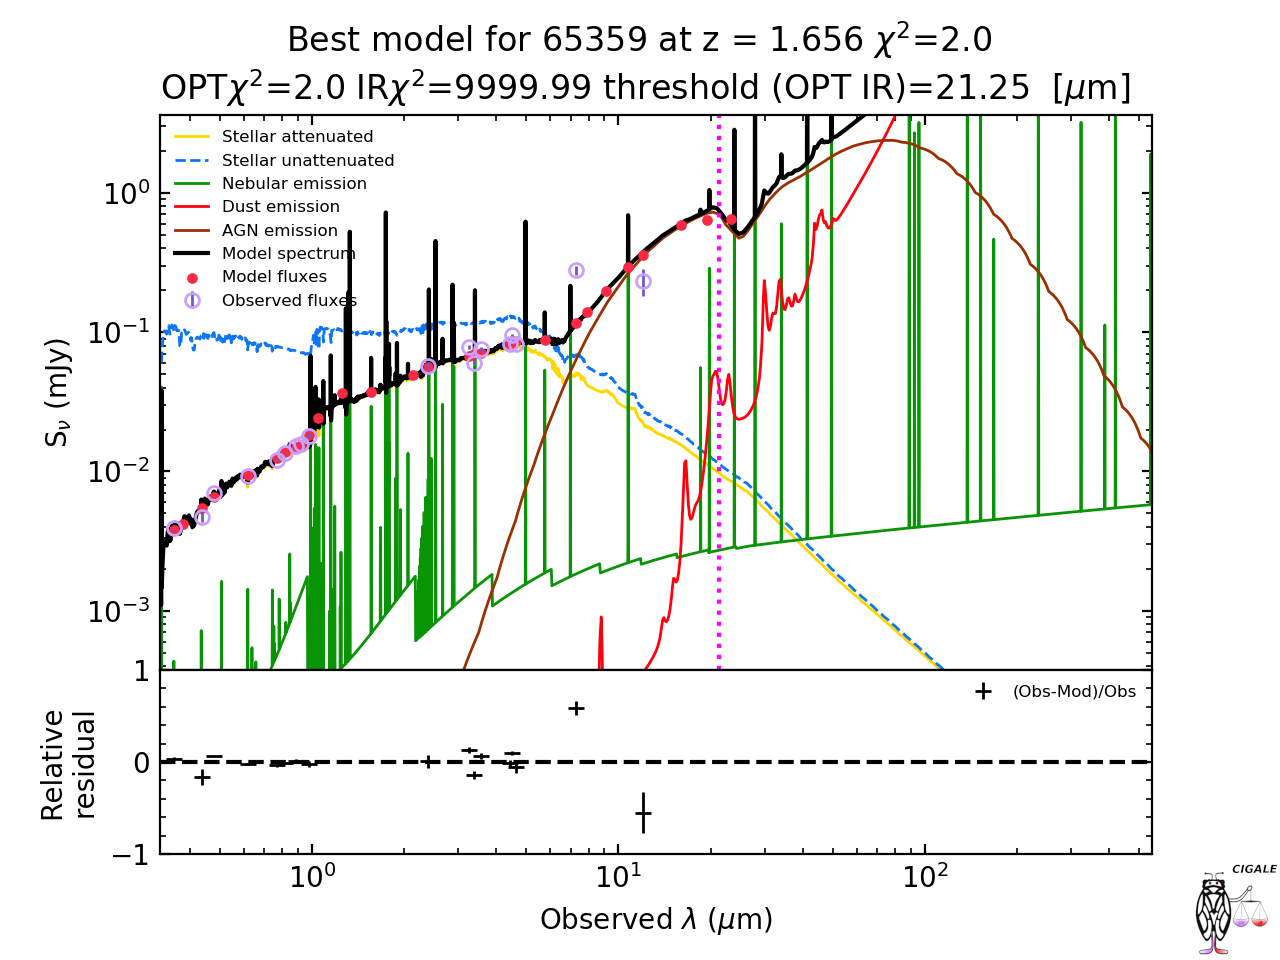 Best model for 65359 at z = 1.656 χ²=2.0
OPTχ²=2.0 IRχ²=9999.99 threshold (OPT IR)=21.25 [μm]
Stellar attenuated
Stellar unattenuated
Nebular emission
Dust emission
AGN emission
Model spectrum
Model fluxes
Observed fluxes
10⁰
10⁻¹
10⁻²
10⁻³
S_ν (mJy)
1
0
−1
Relative
residual
(Obs-Mod)/Obs
10⁰ 10¹ 10²
Observed λ (μm)
CIGALE